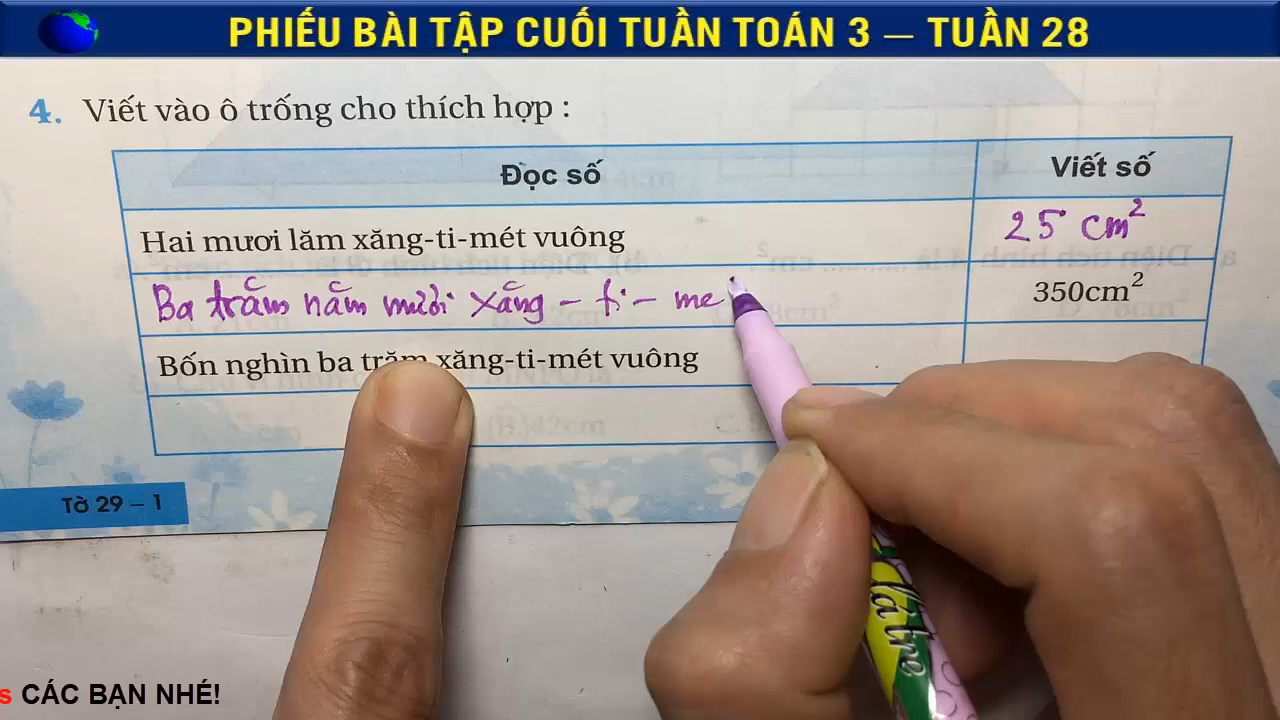 PHIẾU BÀI TẬP CUỐI TUẦN TOÁN 3 — TUẦN 28
4. Viết vào ô trống cho thích hợp :
Đọc số Viết số
Hai mươi lăm xăng-ti-mét vuông 25 cm²
Ba trăm năm mươi xăng - ti - me 350cm²
Bốn nghìn ba trăm xăng-ti-mét vuông
Tờ 29 – 1
lá tre
s CÁC BẠN NHÉ!